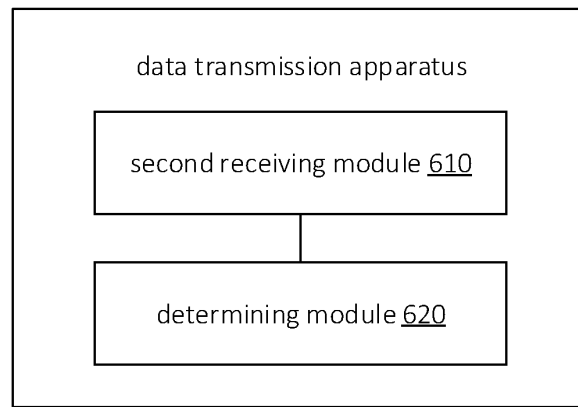 data transmission apparatus
second receiving module 610
determining module 620